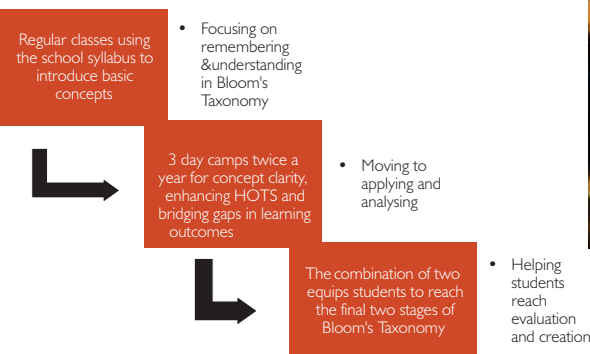 Regular classes using
the school syllabus to
introduce basic
concepts
• Focusing on
remembering
&understanding
in Bloom's
Taxonomy
3 day camps twice a
year for concept clarity,
enhancing HOTS and
bridging gaps in learning
outcomes
• Moving to
applying and
analysing
The combination of two
equips students to reach
the final two stages of
Bloom's Taxonomy
• Helping
students
reach
evaluation
and creation